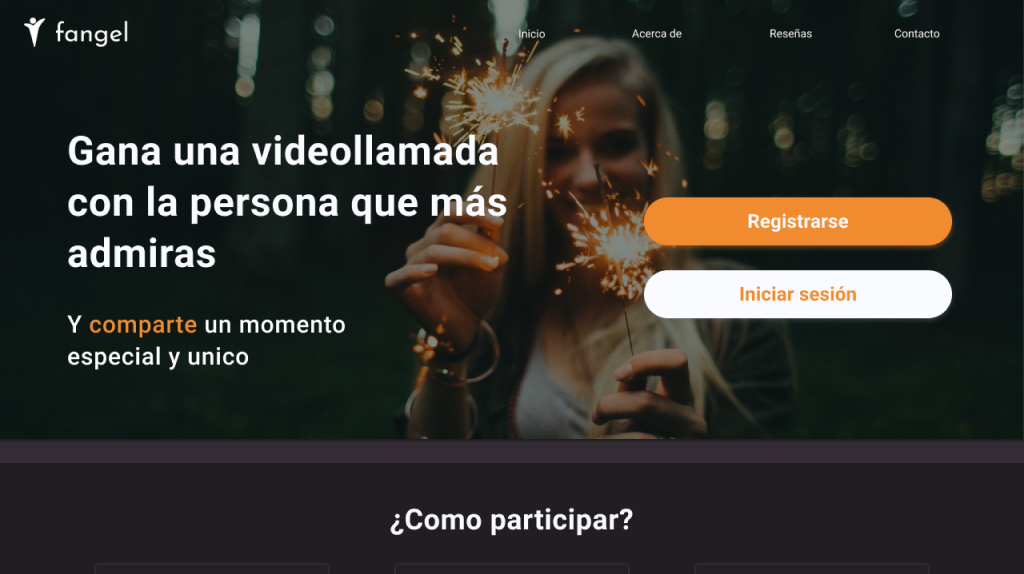 fangel
Inicio
Acerca de
Reseñas
Contacto
Gana una videollamada
con la persona que más
admiras
Y comparte un momento
especial y unico
Registrarse
Iniciar sesión
¿Como participar?